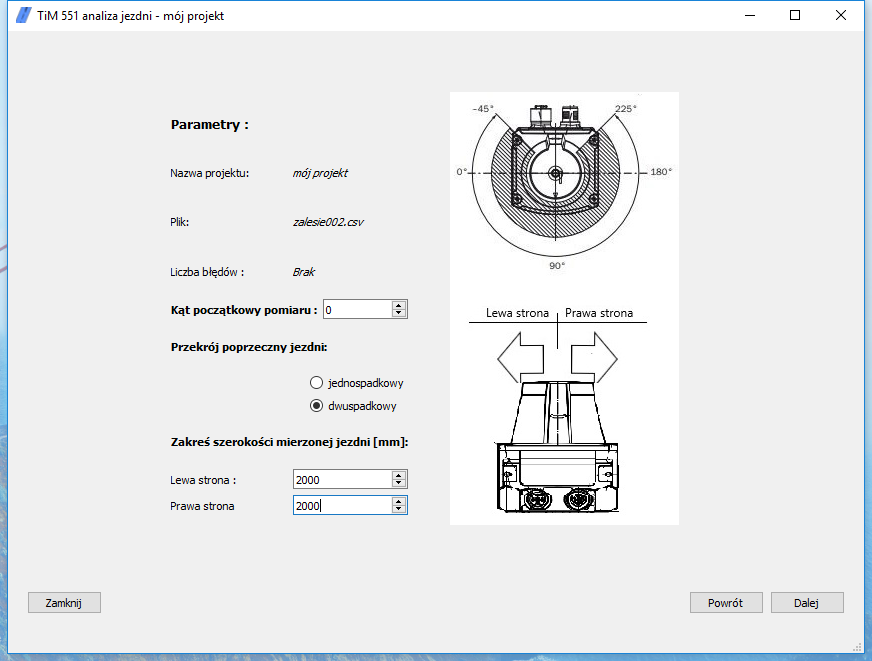 TiM 551 analiza jezdni - mój projekt
Parametry :
Nazwa projektu: mój projekt
Plik: zalesie002.csv
Liczba błędów : Brak
Kąt początkowy pomiaru : 0
Przekrój poprzeczny jezdni:
jednospadkowy
dwuspadkowy
Zakreś szerokości mierzonej jezdni [mm]:
Lewa strona : 2000
Prawa strona 2000
-45° 225°
0° 180°
90°
Lewa strona Prawa strona
Zamknij Powrót Dalej